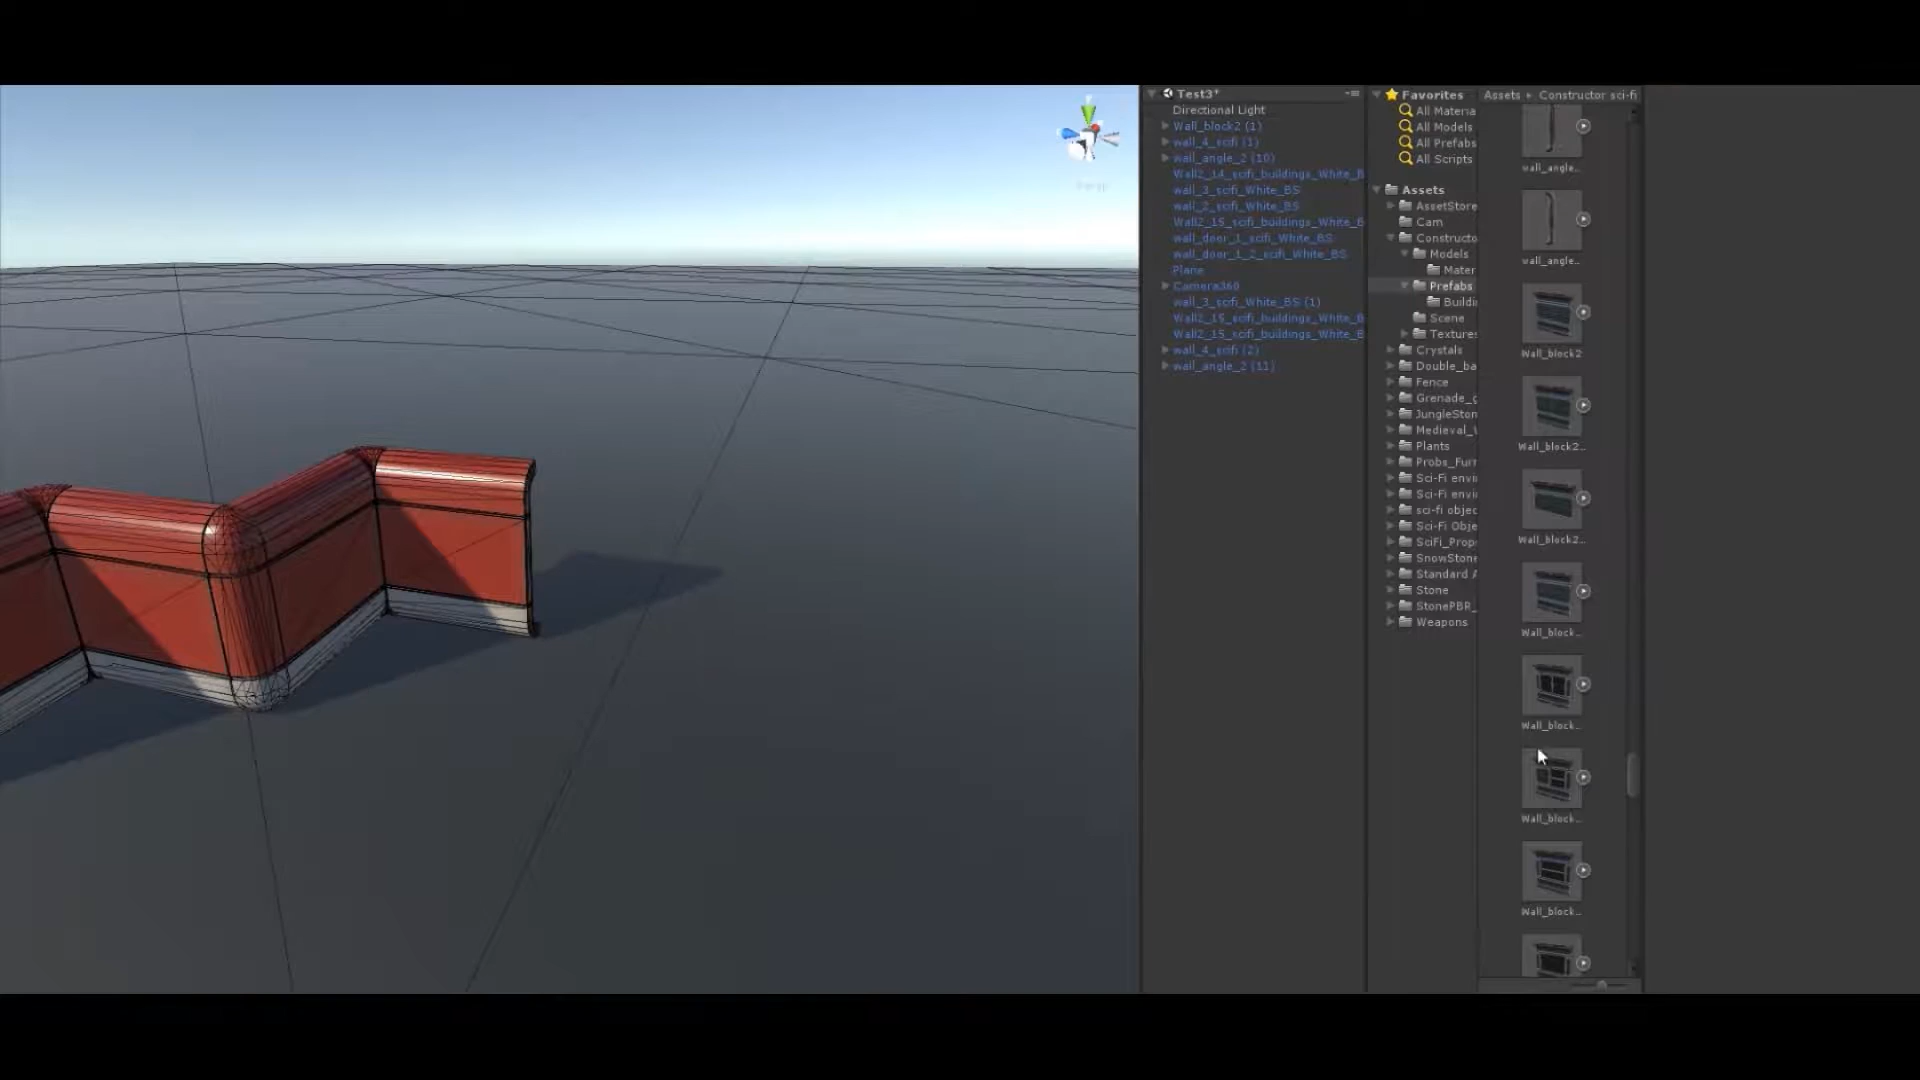 Test3*
Directional Light
Wall_block2 (1)
wall_4_scifi (1)
wall_angle_2 (10)
Wall2_14_scifi_buildings_White_B
wall_3_scifi_White_BS
wall_2_scifi_White_BS
Wall2_15_scifi_buildings_White_B
wall_door_1_scifi_White_BS
wall_door_1_2_scifi_White_BS
Plane
Camera360
wall_3_scifi_White_BS (1)
Wall2_15_scifi_buildings_White_B
Wall2_15_scifi_buildings_White_B
wall_4_scifi (2)
wall_angle_2 (11)
Favorites
All Materia
All Models
All Prefabs
All Scripts
Assets
AssetStore
Cam
Constructo
Models
Mater
Prefabs
Buildi
Scene
Textures
Crystals
Double_ba
Fence
Grenade_g
JungleSton
Medieval_
Plants
Probs_Furr
Sci-Fi envi
Sci-Fi envi
sci-fi objec
Sci-Fi Obje
SciFi_Prop
SnowStone
Standard A
Stone
StonePBR_
Weapons
Assets ▸ Constructor sci-fi
wall_angle...
wall_angle...
Wall_block2
Wall_block2...
Wall_block2...
Wall_block...
Wall_block...
Wall_block...
Wall_block...
Persp